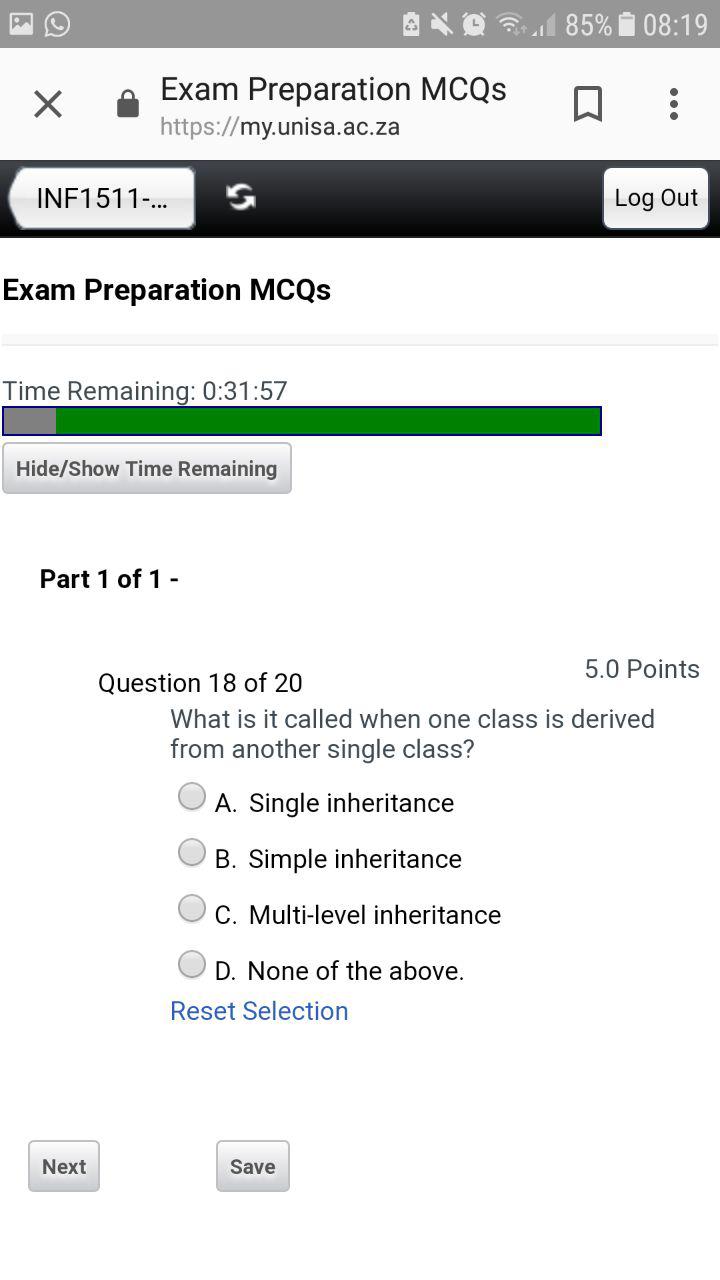 85% 08:19
Exam Preparation MCQs
https://my.unisa.ac.za
INF1511-...
Log Out
Exam Preparation MCQs
Time Remaining: 0:31:57
Hide/Show Time Remaining
Part 1 of 1 -
5.0 Points
Question 18 of 20
What is it called when one class is derived
from another single class?
A. Single inheritance
B. Simple inheritance
C. Multi-level inheritance
D. None of the above.
Reset Selection
Next Save